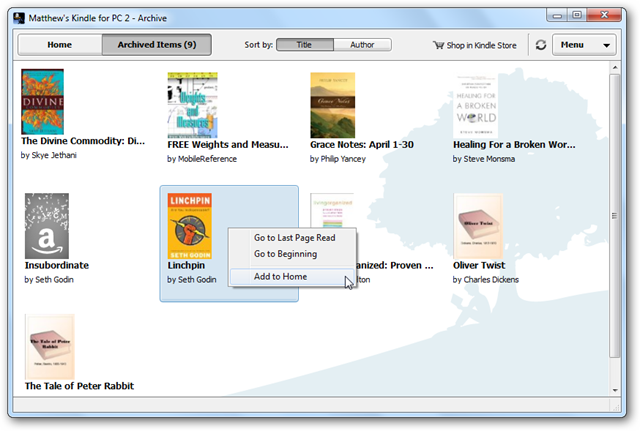 Matthew's Kindle for PC 2 - Archive
Home
Archived Items (9)
Sort by:
Title
Author
Shop in Kindle Store
Menu
DIVINE
The Divine Commodity: Di...
by Skye Jethani
Weights and Measures
FREE Weights and Measu...
by MobileReference
Grace Notes
Grace Notes: April 1-30
by Philip Yancey
HEALING FOR
A BROKEN
WORLD
Healing For a Broken Wor...
by Steve Monsma
a
Insubordinate
by Seth Godin
LINCHPIN
SETH GODIN
Linchpin
by Seth Godin
Go to Last Page Read
Go to Beginning
Add to Home
anized: Proven ...
ton
Oliver Twist
Oliver Twist
by Charles Dickens
The Tale of Peter
Rabbit
The Tale of Peter Rabbit